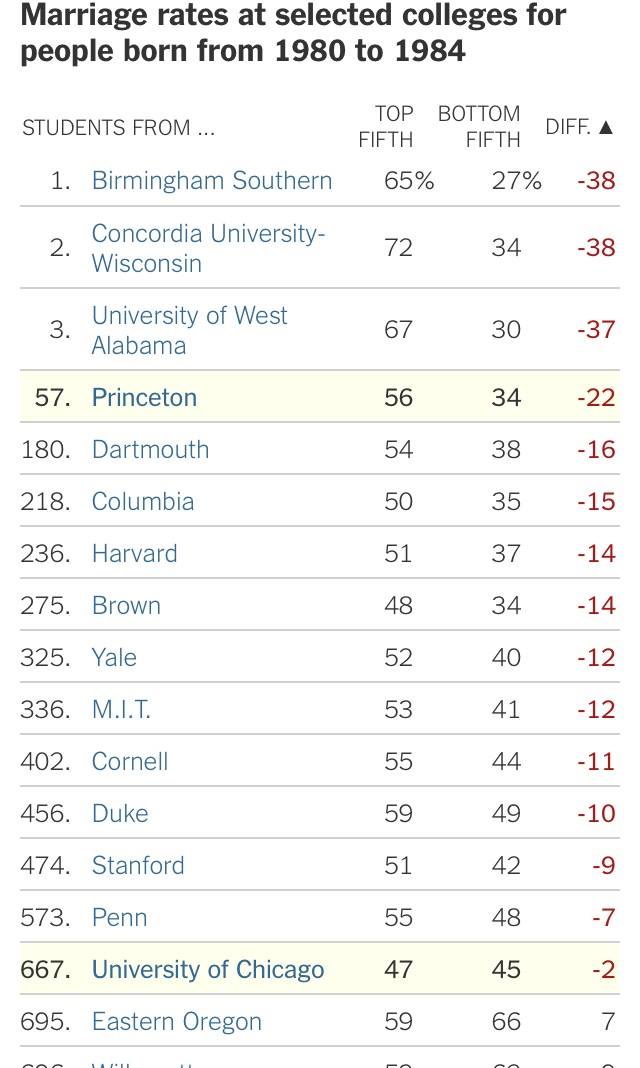 Marriage rates at selected colleges for
people born from 1980 to 1984
STUDENTS FROM ... TOP FIFTH BOTTOM FIFTH DIFF. ▲
1. Birmingham Southern 65% 27% -38
2. Concordia University-
Wisconsin 72 34 -38
3. University of West
Alabama 67 30 -37
57. Princeton 56 34 -22
180. Dartmouth 54 38 -16
218. Columbia 50 35 -15
236. Harvard 51 37 -14
275. Brown 48 34 -14
325. Yale 52 40 -12
336. M.I.T. 53 41 -12
402. Cornell 55 44 -11
456. Duke 59 49 -10
474. Stanford 51 42 -9
573. Penn 55 48 -7
667. University of Chicago 47 45 -2
695. Eastern Oregon 59 66 7